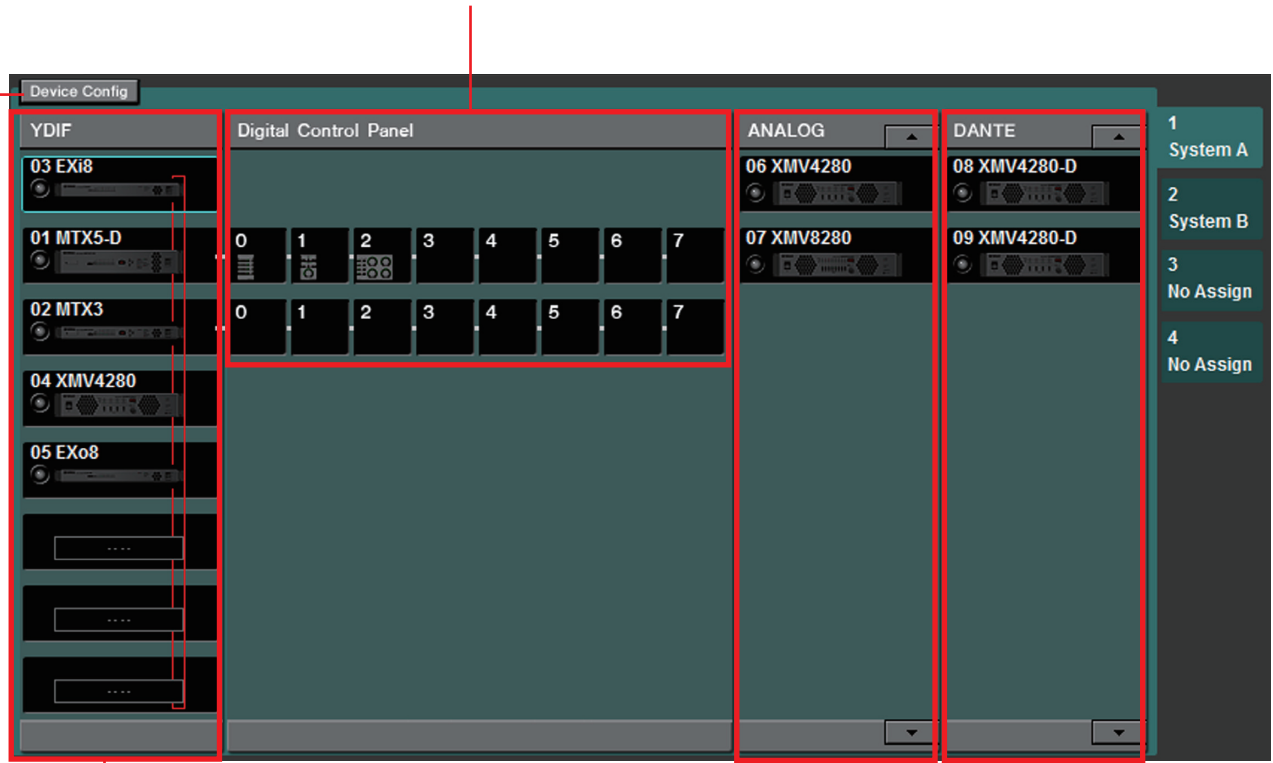 Device Config
YDIF
Digital Control Panel
ANALOG
DANTE
03 EXi8
01 MTX5-D
02 MTX3
04 XMV4280
05 EXo8
----
----
----
0 1 2 3 4 5 6 7
0 1 2 3 4 5 6 7
06 XMV4280
07 XMV8280
08 XMV4280-D
09 XMV4280-D
1
System A
2
System B
3
No Assign
4
No Assign